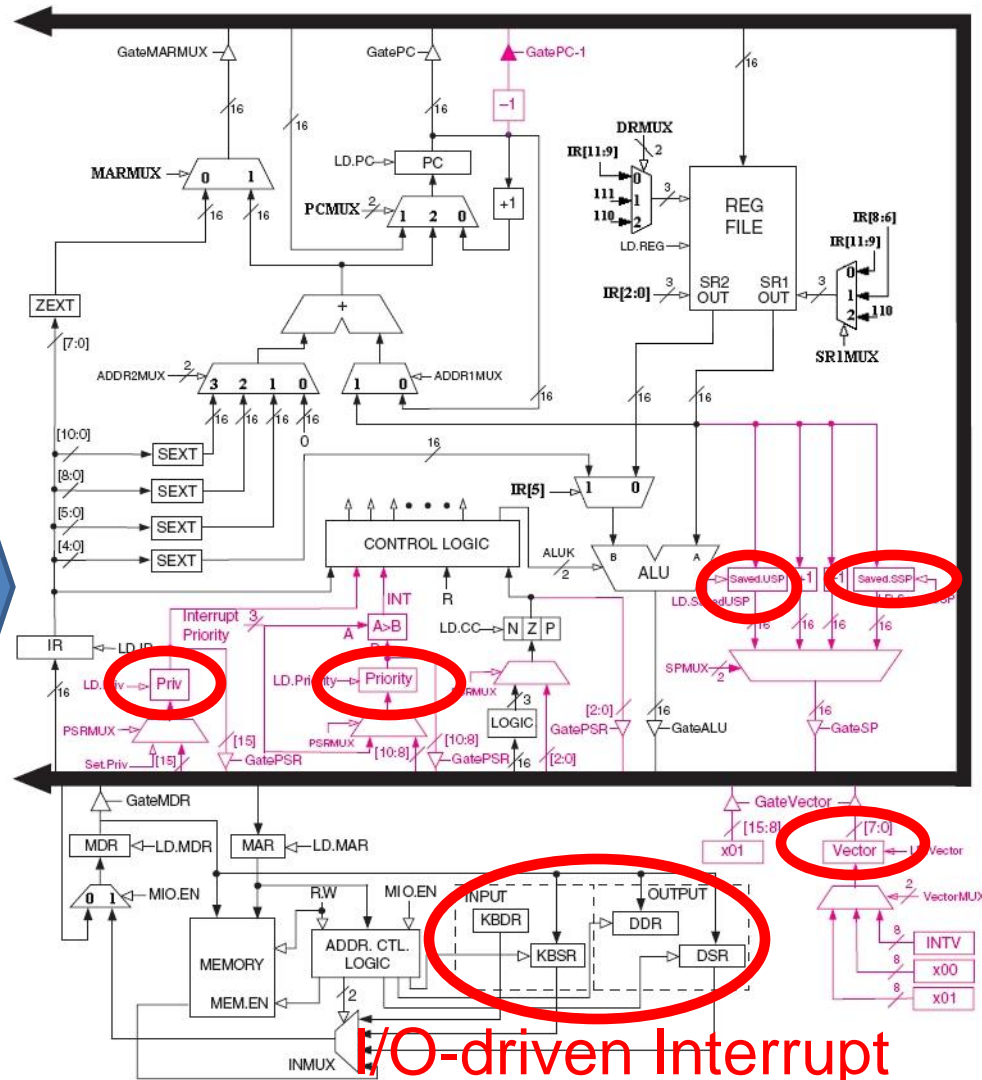 GateMARMUX
GatePC
GatePC-1
16
16
16
16
–1
DRMUX
LD.PC
PC
IR[11:9]
2
MARMUX
0 1
+1
0
1
2
111
110
3
REG
FILE
IR[8:6]
PCMUX
2
1 2 0
IR[11:9]
16
16
16
LD.REG
SR2
OUT
SR1
OUT
3
0
1
2
110
ZEXT
+
IR[2:0]
3
[7:0]
SR1MUX
ADDR2MUX
2
3 2 1 0
1 0
ADDR1MUX
16
16
16
16
16
16
16
16
0
[10:0]
SEXT
16
[8:0]
SEXT
IR[5]
1 0
[5:0]
SEXT
CONTROL LOGIC
[4:0]
SEXT
ALUK
2
B
A
ALU
Saved.USP
+1
Saved.SSP
INT
R
Interrupt
Priority
3
A
A>B
LD.CC
N Z P
16
16
16
16
IR
16
LD.Priv
Priv
LD.Priority
Priority
SPMUX
2
3
[2:0]
16
16
PSRMUX
LOGIC
GatePSR
GateALU
GateSP
Set.Priv
[15]
[15]
GatePSR
PSRMUX
[10:8]
[10:8]
GatePSR
16
[2:0]
GateMDR
GateVector
[15:8]
[7:0]
MDR
LD.MDR
MAR
LD.MAR
x01
Vector
0 1
MIO.EN
R.W
MIO.EN
INPUT
OUTPUT
2
VectorMUX
KBDR
DDR
8
INTV
MEMORY
ADDR. CTL.
LOGIC
KBSR
DSR
8
x00
MEM.EN
2
8
x01
INMUX
I/O-driven Interrupt